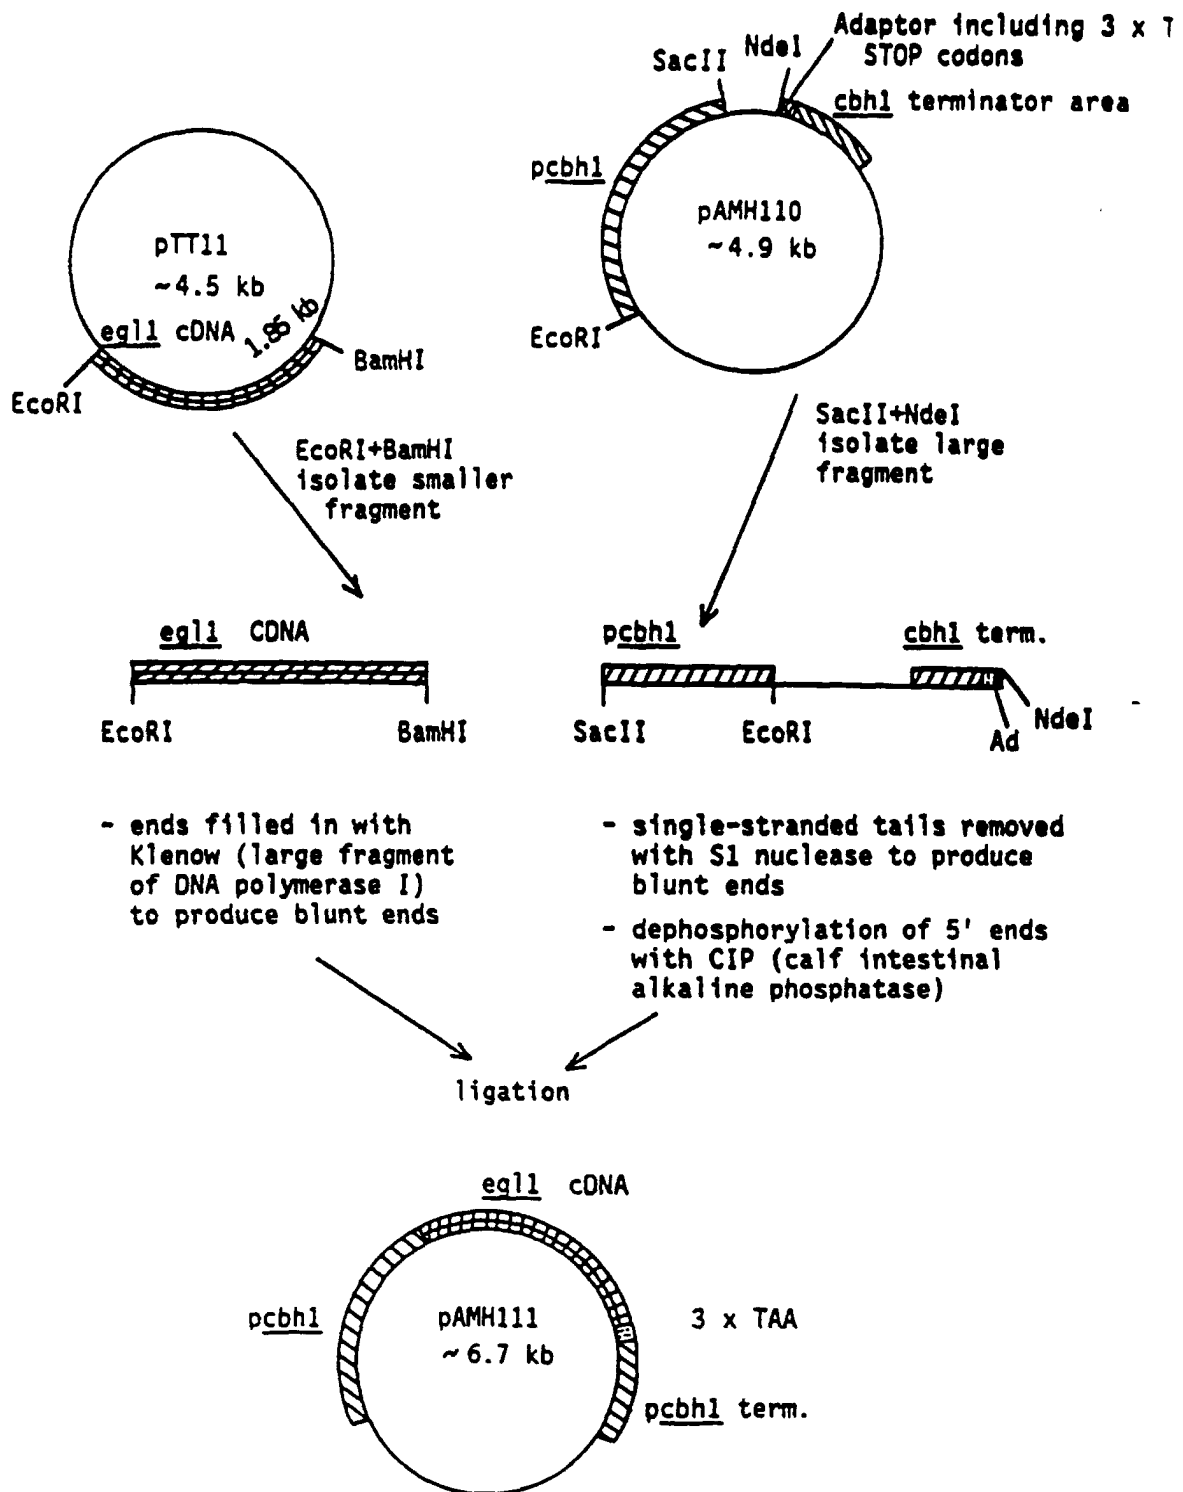 Adaptor including 3 x T
STOP codons
SacII
NdeI
cbh1 terminator area
pcbh1
pAMH110
~4.9 kb
EcoRI
pTT11
~4.5 kb
egl1 cDNA
1.85 kb
EcoRI
BamHI
EcoRI+BamHI
isolate smaller
fragment
SacII+NdeI
isolate large
fragment
egl1 CDNA
EcoRI
BamHI
pcbh1
cbh1 term.
SacII
EcoRI
Ad
NdeI
- ends filled in with
Klenow (large fragment
of DNA polymerase I)
to produce blunt ends
- single-stranded tails removed
with S1 nuclease to produce
blunt ends
- dephosphorylation of 5' ends
with CIP (calf intestinal
alkaline phosphatase)
ligation
egl1 cDNA
pcbh1
pAMH111
~6.7 kb
3 x TAA
pcbh1 term.